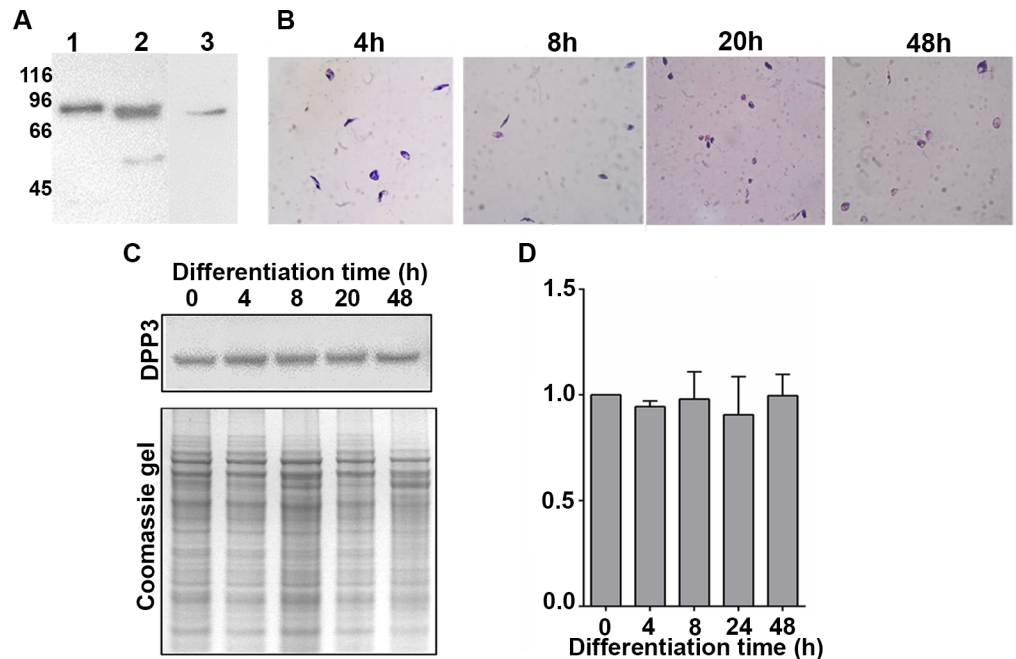 A
1 2 3
116
96
66
45
B
4h 8h 20h 48h
C
Differentiation time (h)
0 4 8 20 48
DPP3
Coomassie gel
D
1.5
1.0
0.5
0.0
0 4 8 24 48
Differentiation time (h)